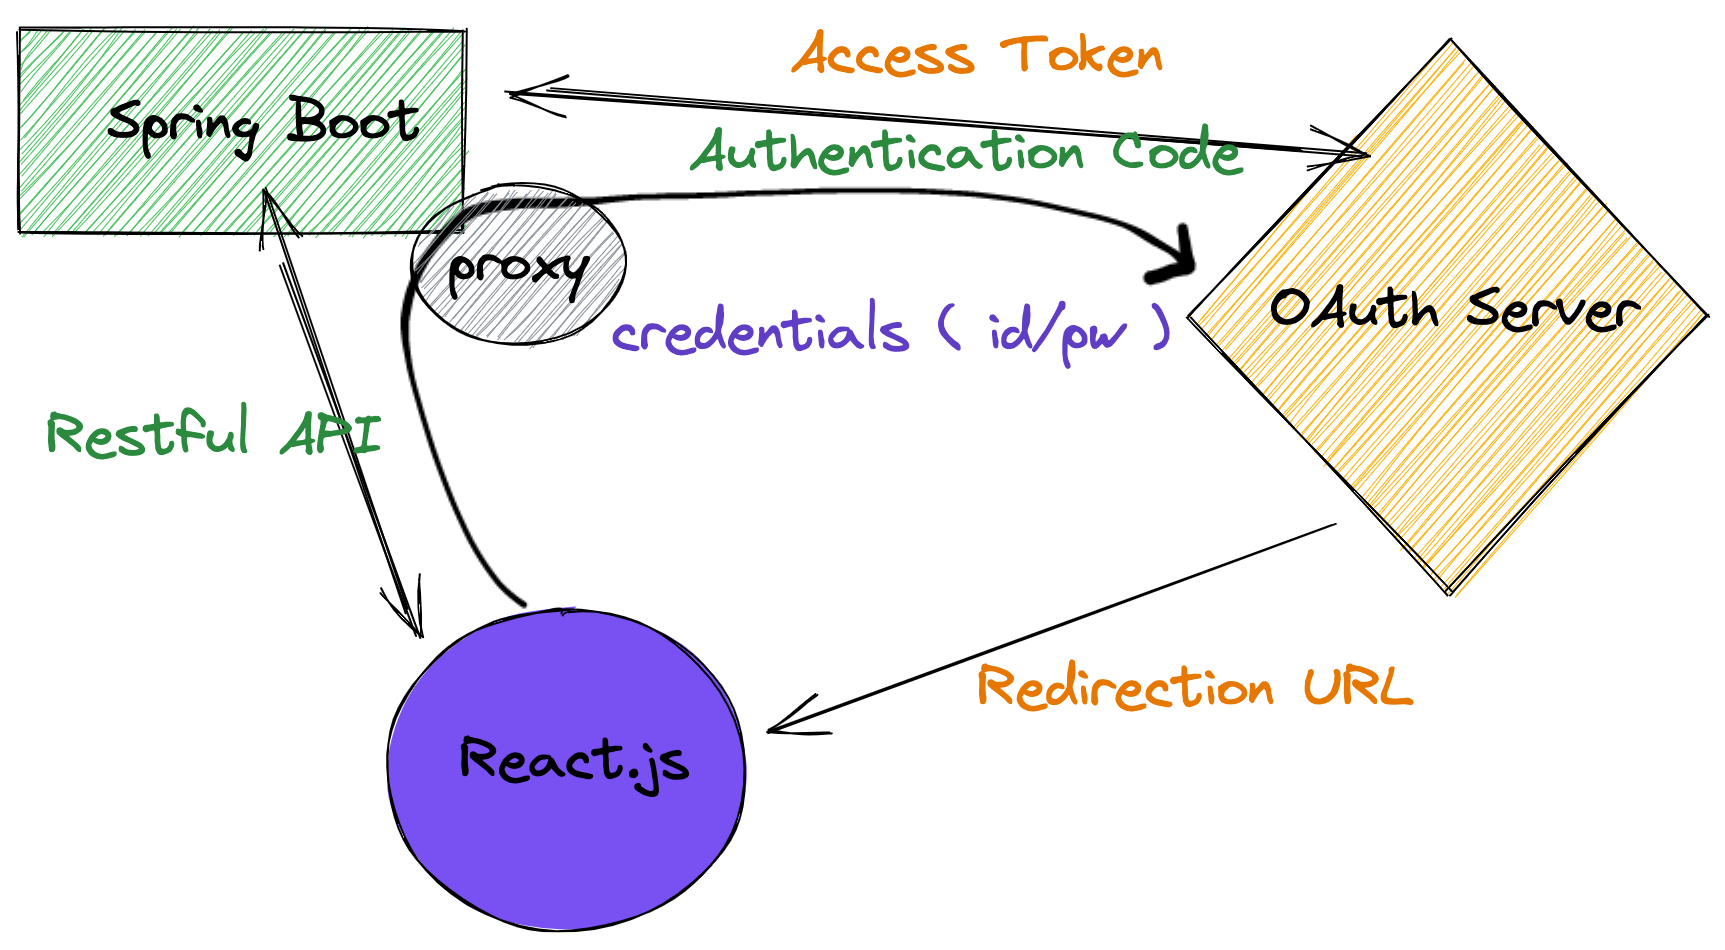 Access Token
Spring Boot
Authentication Code
proxy
credentials ( id/pw )
OAuth Server
Restful API
Redirection URL
React.js